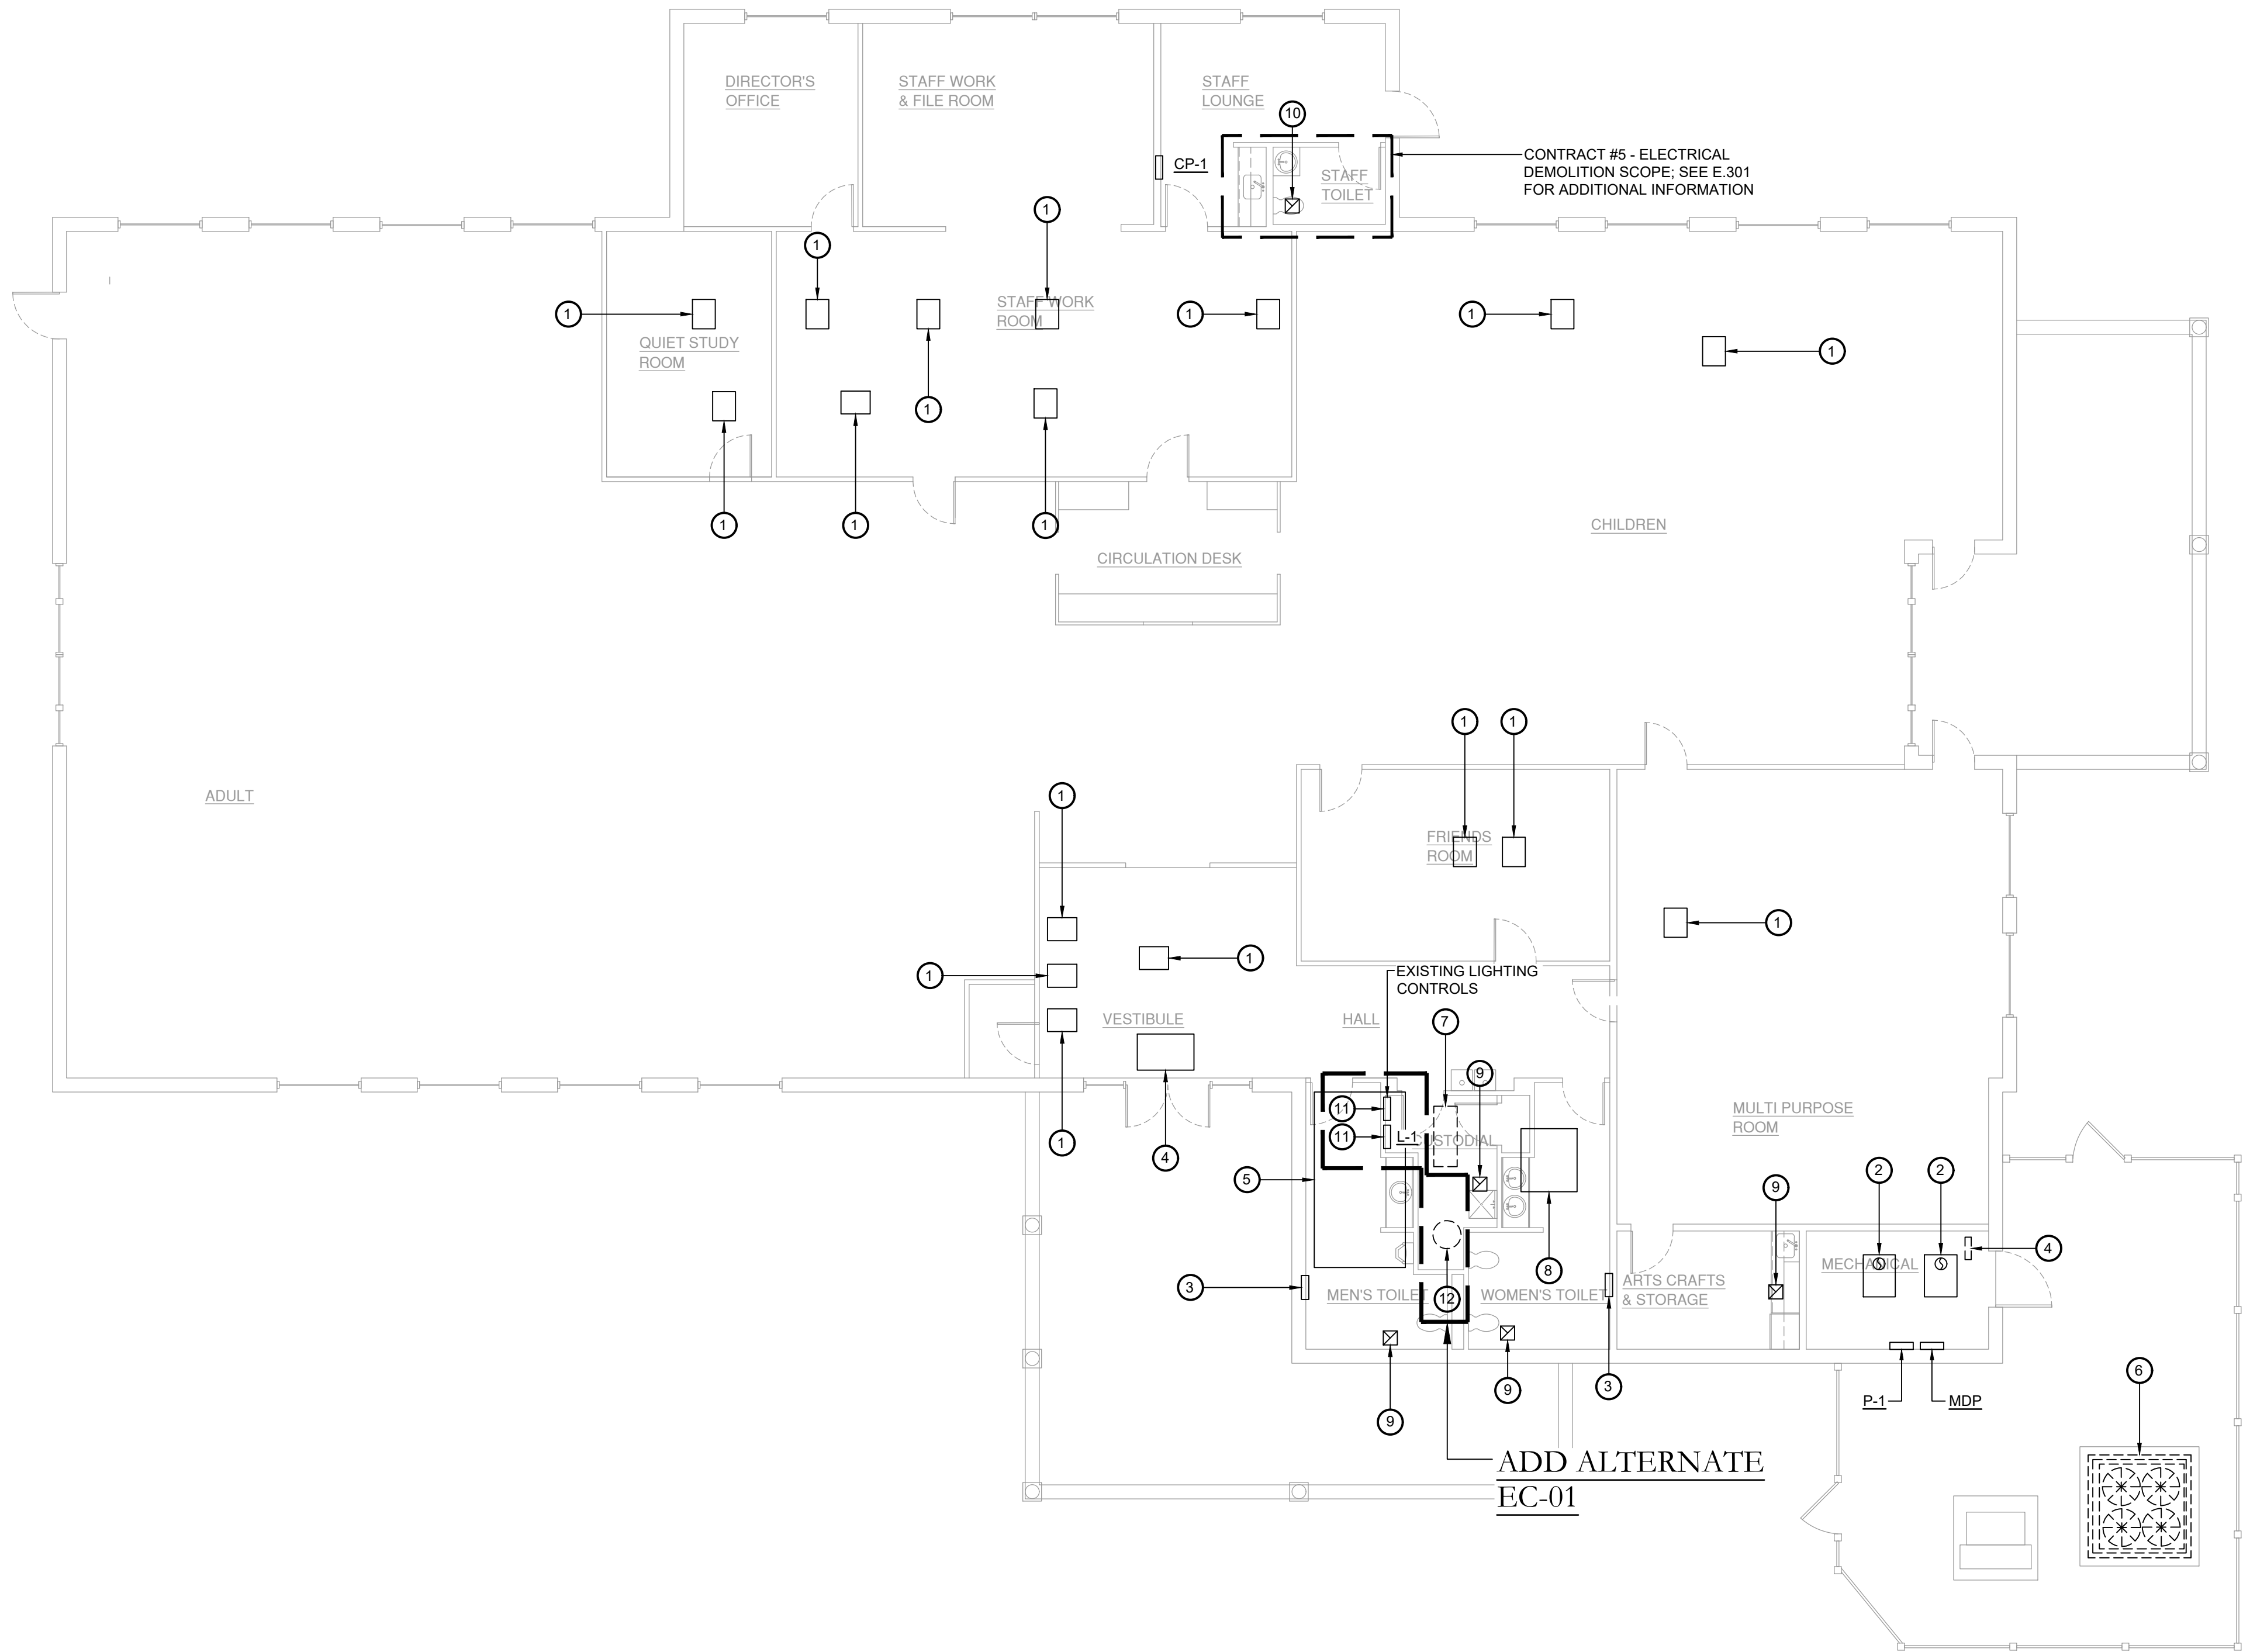 DIRECTOR'S
OFFICE
STAFF WORK
& FILE ROOM
STAFF
LOUNGE
10
CP-1
STAFF
TOILET
CONTRACT #5 - ELECTRICAL
DEMOLITION SCOPE; SEE E.301
FOR ADDITIONAL INFORMATION
1
1
1
STAFF WORK
ROOM
1
1
1
QUIET STUDY
ROOM
1
1
1
1
CHILDREN
CIRCULATION DESK
1
1
ADULT
1
FRIENDS
ROOM
1
1
1
EXISTING LIGHTING
CONTROLS
VESTIBULE
HALL
7
9
11
11
L-1
CUSTODIAL
MULTI PURPOSE
ROOM
1
4
5
2
2
9
4
MECHANICAL
8
3
MEN'S TOILET
12
WOMEN'S TOILET
ARTS CRAFTS
& STORAGE
9
9
3
P-1
MDP
6
ADD ALTERNATE
EC-01